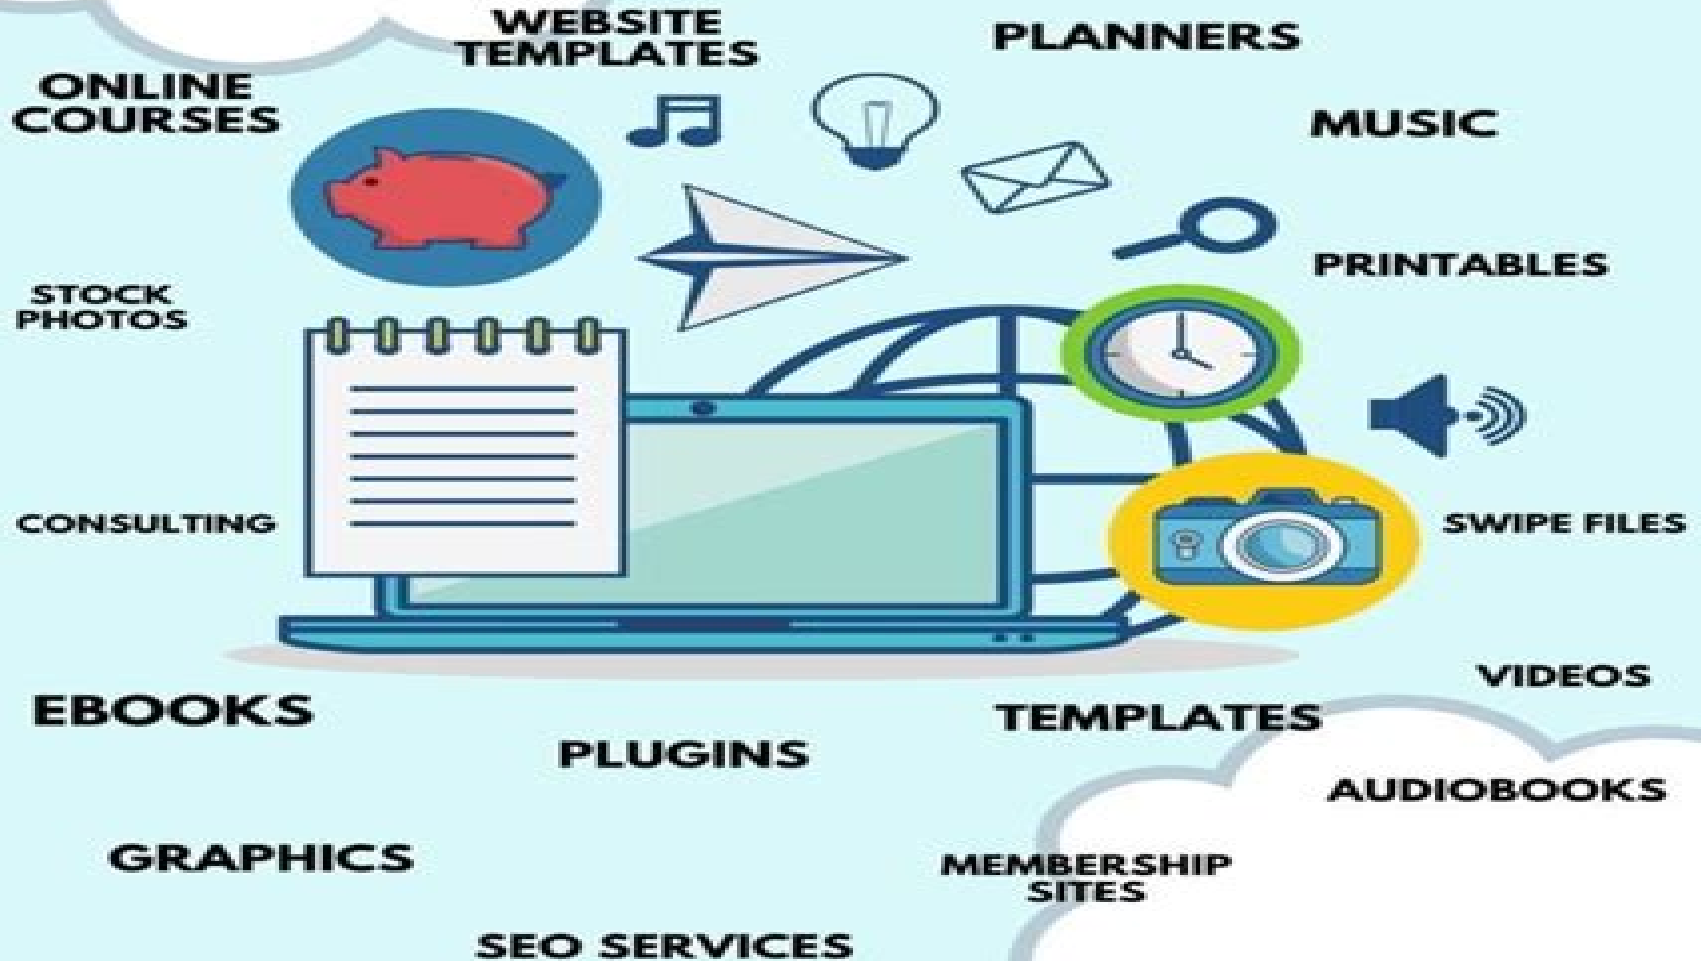 WEBSITE
TEMPLATES
PLANNERS
ONLINE
COURSES
MUSIC
PRINTABLES
STOCK
PHOTOS
CONSULTING
SWIPE FILES
VIDEOS
EBOOKS
TEMPLATES
PLUGINS
AUDIOBOOKS
GRAPHICS
MEMBERSHIP
SITES
SEO SERVICES